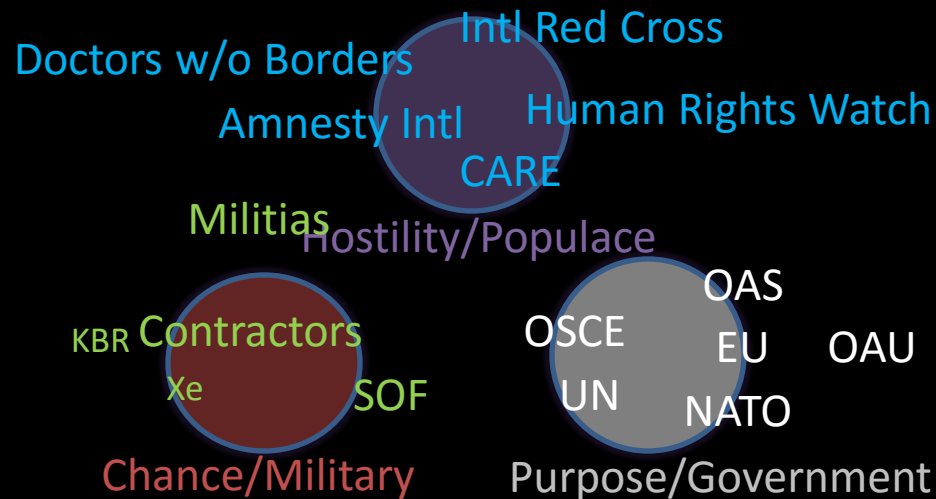 Intl Red Cross
Doctors w/o Borders
Amnesty Intl
Human Rights Watch
CARE
Militias
Hostility/Populace
KBR
Contractors
Xe
SOF
Chance/Military
OAS
OSCE
EU
OAU
UN
NATO
Purpose/Government